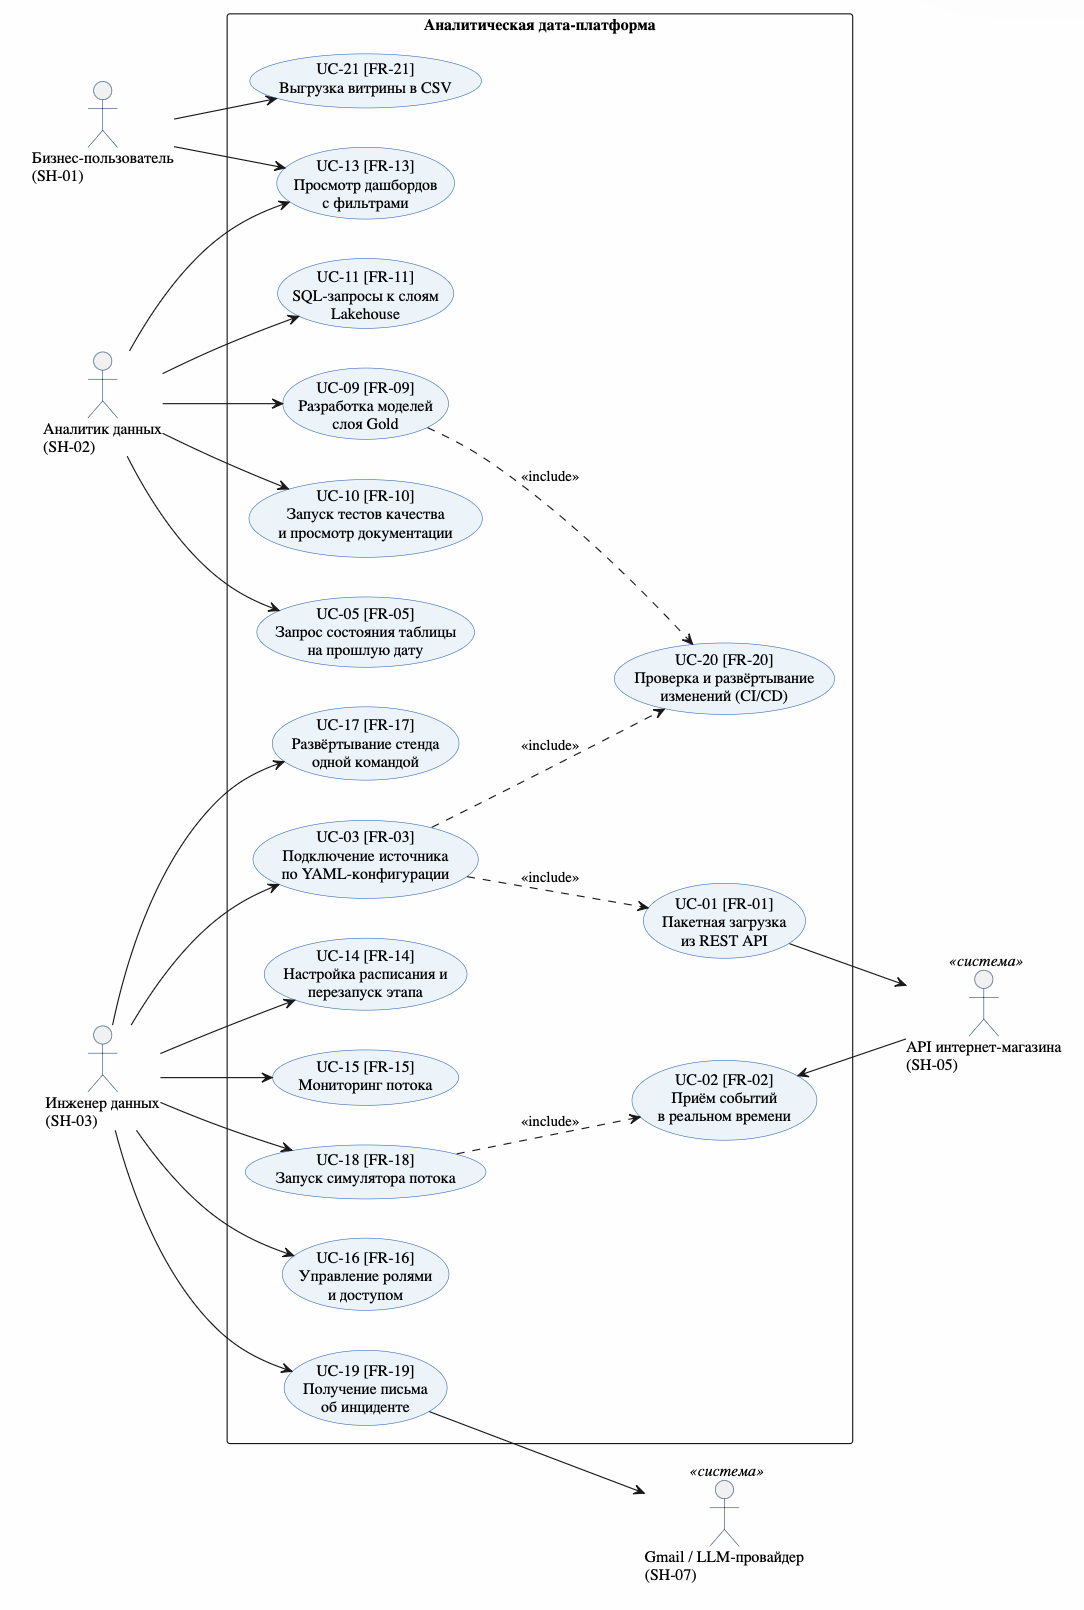 Аналитическая дата-платформа
UC-21 [FR-21]
Выгрузка витрины в CSV
Бизнес-пользователь
(SH-01)
UC-13 [FR-13]
Просмотр дашбордов
с фильтрами
UC-11 [FR-11]
SQL-запросы к слоям
Lakehouse
UC-09 [FR-09]
Разработка моделей
слоя Gold
Аналитик данных
(SH-02)
«include»
UC-10 [FR-10]
Запуск тестов качества
и просмотр документации
UC-05 [FR-05]
Запрос состояния таблицы
на прошлую дату
UC-20 [FR-20]
Проверка и развёртывание
изменений (CI/CD)
UC-17 [FR-17]
Развёртывание стенда
одной командой
«include»
UC-03 [FR-03]
Подключение источника
по YAML-конфигурации
«include»
UC-01 [FR-01]
Пакетная загрузка
из REST API
UC-14 [FR-14]
Настройка расписания и
перезапуск этапа
«система»
API интернет-магазина
(SH-05)
UC-15 [FR-15]
Мониторинг потока
UC-02 [FR-02]
Приём событий
в реальном времени
Инженер данных
(SH-03)
«include»
UC-18 [FR-18]
Запуск симулятора потока
UC-16 [FR-16]
Управление ролями
и доступом
UC-19 [FR-19]
Получение письма
об инциденте
«система»
Gmail / LLM-провайдер
(SH-07)